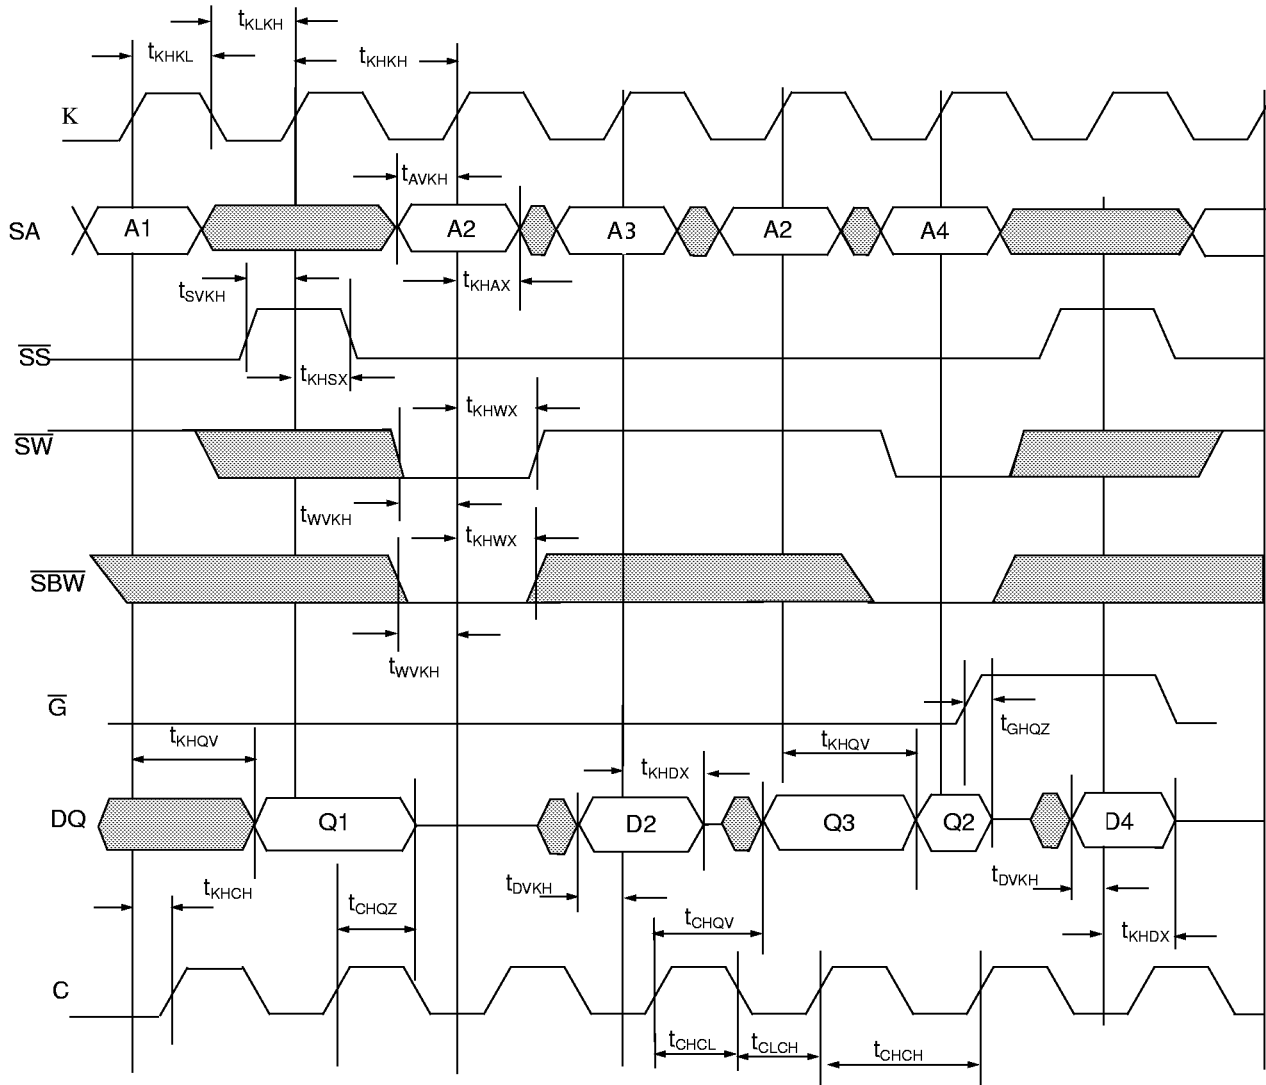 tKLKH
tKHKL
tKHKH
K
tAVKH
SA
A1
A2
A3
A2
A4
tSVKH
tKHAX
SS
tKHSX
tKHWX
SW
tWVKH
tKHWX
SBW
tWVKH
G
tGHQZ
tKHQV
tKHQV
tKHDX
DQ
Q1
D2
Q3
Q2
D4
tKHCH
tCHQZ
tDVKH
tDVKH
tCHQV
tKHDX
C
tCHCL
tCLCH
tCHCH